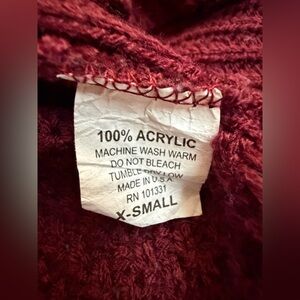 100% ACRYLIC
MACHINE WASH WARM
DO NOT BLEACH
TUMBLE DRY LOW
MADE IN U.S.A
RN 101331
X-SMALL